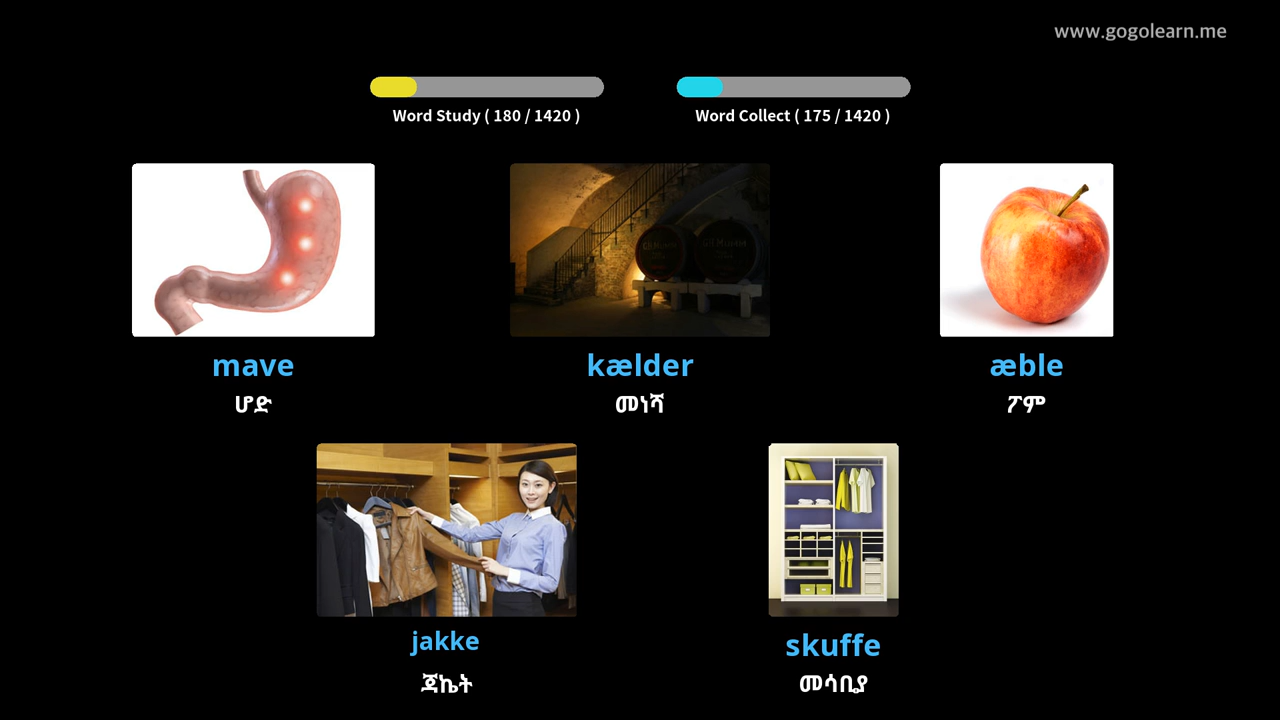 www.gogolearn.me
Word Study ( 180 / 1420 )
Word Collect ( 175 / 1420 )
mave
kælder
æble
ሆድ
መነሻ
ፖም
jakke
skuffe
ጃኬት
መሳቢያ